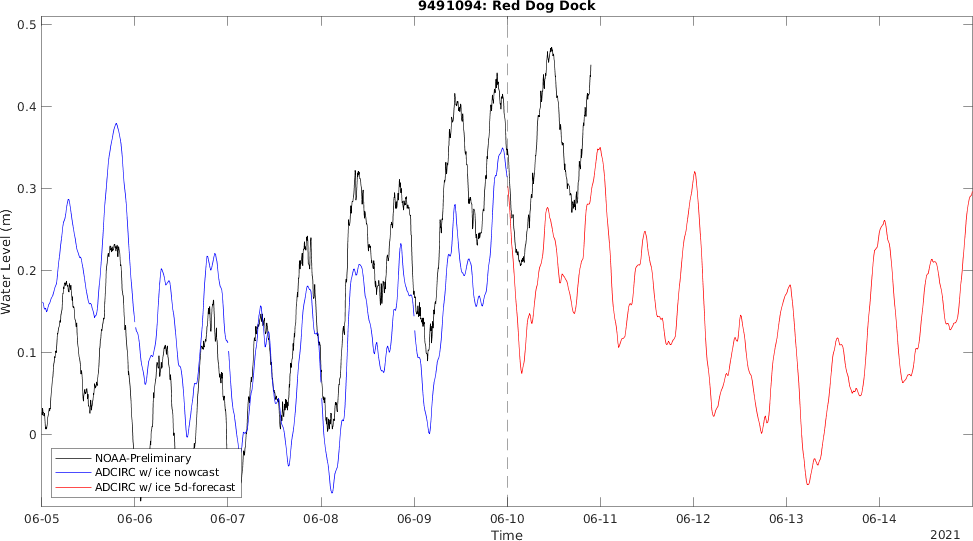 9491094: Red Dog Dock
0.5
0.4
0.3
0.2
0.1
0
Water Level (m)
NOAA-Preliminary
ADCIRC w/ ice nowcast
ADCIRC w/ ice 5d-forecast
06-05 06-06 06-07 06-08 06-09 06-10 06-11 06-12 06-13 06-14
Time
2021